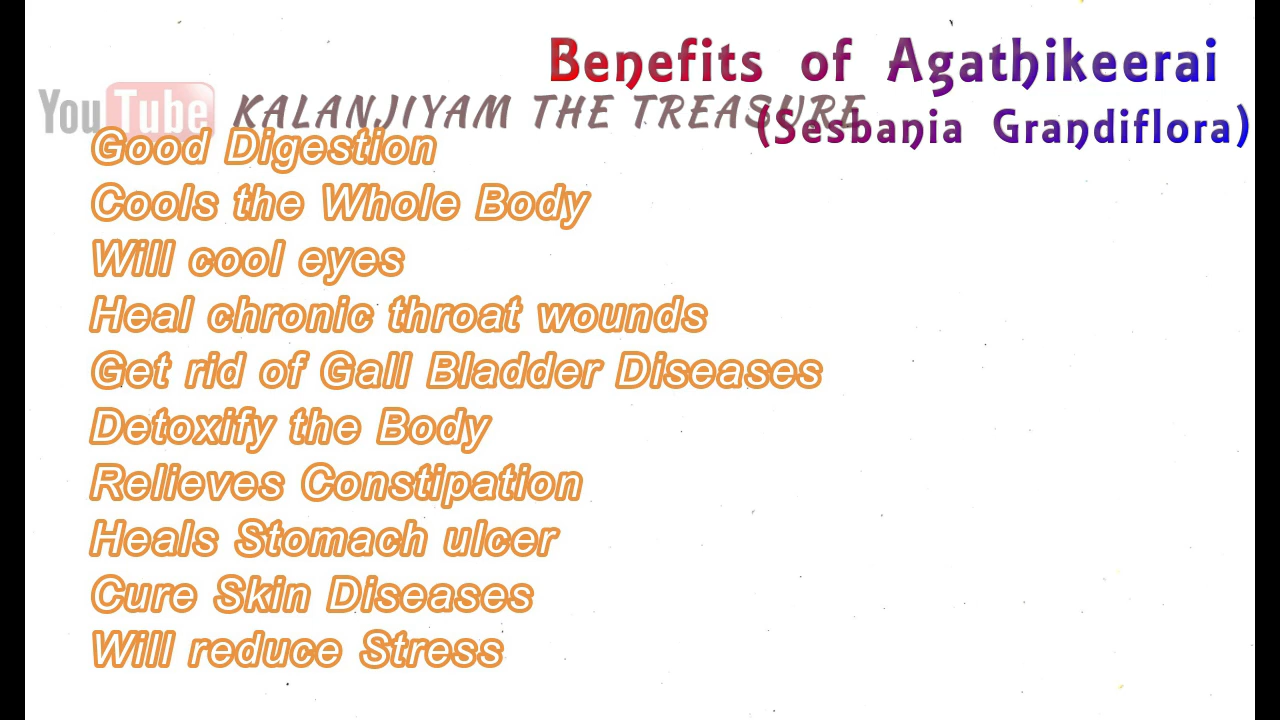 Benefits of Agathikeerai
YouTube KALANJIYAM THE TREASURE
(Sesbania Grandiflora)
Good Digestion
Cools the Whole Body
Will cool eyes
Heal chronic throat wounds
Get rid of Gall Bladder Diseases
Detoxify the Body
Relieves Constipation
Heals Stomach ulcer
Cure Skin Diseases
Will reduce Stress